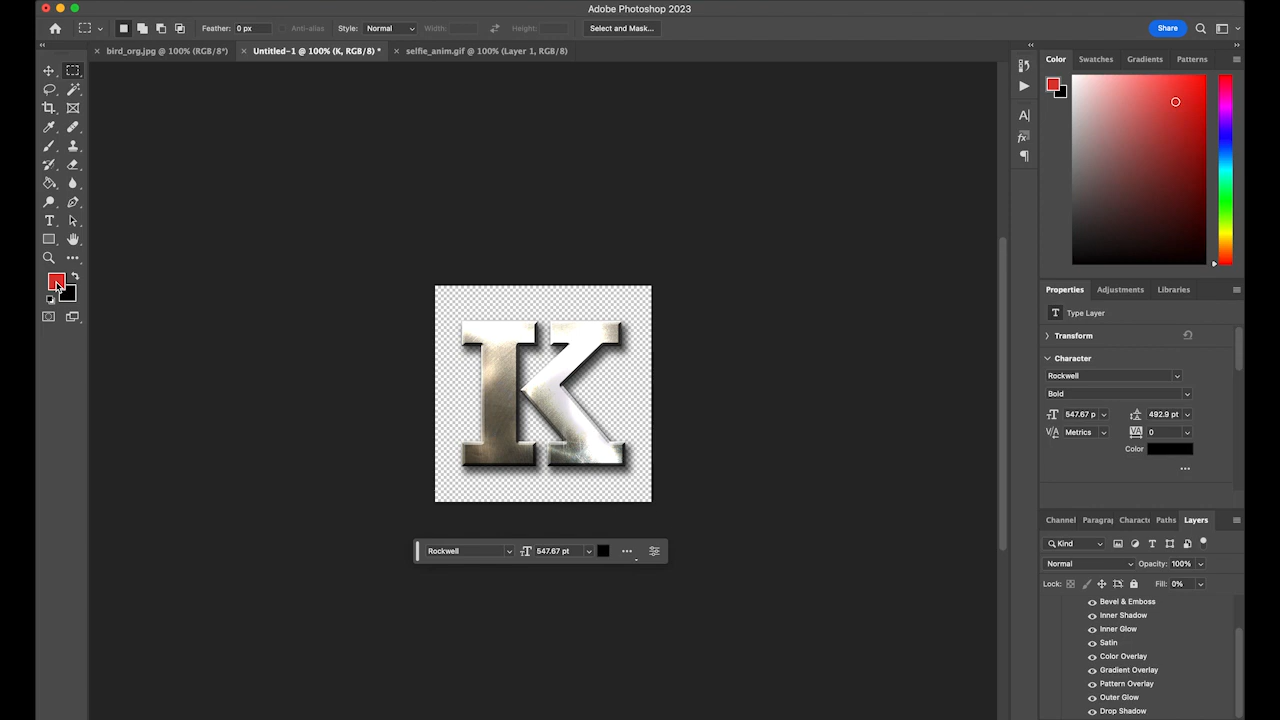 Adobe Photoshop 2023
Feather: 0 px Anti-alias Style: Normal Width: Height: Select and Mask... Share
bird_org.jpg @ 100% (RGB/8*) Untitled-1 @ 100% (K, RGB/8) * selfie_anim.gif @ 100% (Layer 1, RGB/8)
Color Swatches Gradients Patterns
K
Rockwell 547.67 pt
Properties Adjustments Libraries
T Type Layer
Transform
Character
Rockwell
Bold
547.67 p 492.9 pt
Metrics 0
Color
Channel Paragra Characte Paths Layers
Kind
Normal Opacity: 100%
Lock: Fill: 0%
Bevel & Emboss
Inner Shadow
Inner Glow
Satin
Color Overlay
Gradient Overlay
Pattern Overlay
Outer Glow
Drop Shadow